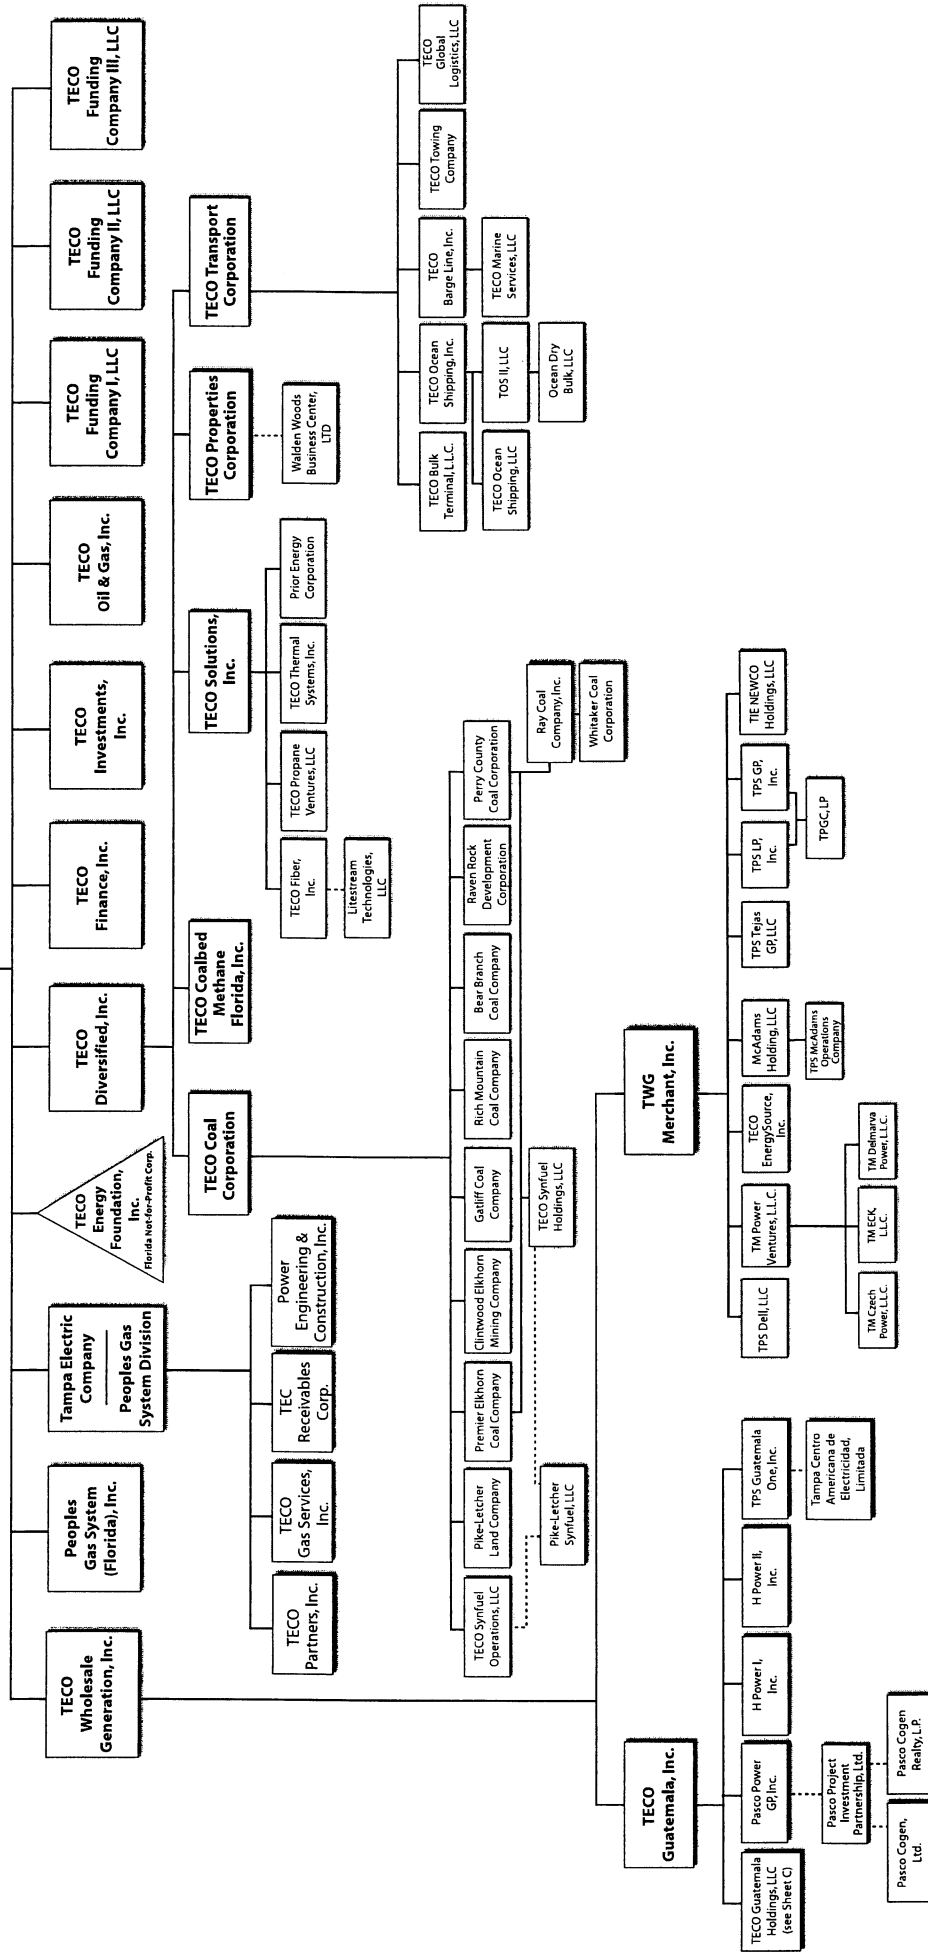 TECO
Wholesale
Generation, Inc.
Peoples
Gas System
(Florida), Inc.
Tampa Electric
Company
Peoples Gas
System Division
TECO
Energy
Foundation,
Inc.
Florida Not-for-Profit Corp.
TECO
Diversified, Inc.
TECO
Finance, Inc.
TECO
Investments,
Inc.
TECO
Oil & Gas, Inc.
TECO
Funding
Company I, LLC
TECO
Funding
Company II, LLC
TECO
Funding
Company III, LLC
TECO Coal
Corporation
TECO Coalbed
Methane
Florida, Inc.
TECO Solutions,
Inc.
TECO Properties
Corporation
TECO Transport
Corporation
TECO
Partners, Inc.
TECO
Gas Services,
Inc.
TEC
Receivables
Corp.
Power
Engineering &
Construction, Inc.
TECO Fiber,
Inc.
TECO Propane
Ventures, LLC
TECO Thermal
Systems, Inc.
Prior Energy
Corporation
Litestream
Technologies,
LLC
Walden Woods
Business Center,
LTD
TECO Bulk
Terminal, L.L.C.
TECO Ocean
Shipping, Inc.
TECO
Barge Line, Inc.
TECO Towing
Company
TECO
Global
Logistics, LLC
TECO Ocean
Shipping, LLC
TOS II, LLC
TECO Marine
Services, LLC
Ocean Dry
Bulk, LLC
TECO Synfuel
Operations, LLC
Pike-Letcher
Land Company
Premier Elkhorn
Coal Company
Clintwood Elkhorn
Mining Company
Gatliff Coal
Company
Rich Mountain
Coal Company
Bear Branch
Coal Company
Raven Rock
Development
Corporation
Perry County
Coal Corporation
Pike-Letcher
Synfuel, LLC
TECO Synfuel
Holdings, LLC
Ray Coal
Company, Inc.
Whitaker Coal
Corporation
TECO
Guatemala, Inc.
TWG
Merchant, Inc.
TECO Guatemala
Holdings, LLC
(see Sheet C)
Pasco Power
GP, Inc.
H Power I,
Inc.
H Power II,
Inc.
TPS Guatemala
One, Inc.
TPS Dell, LLC
TM Power
Ventures, L.L.C.
TECO
EnergySource,
Inc.
McAdams
Holding, LLC
TPS Tejas
GP, LLC
TPS LP,
Inc.
TPS GP,
Inc.
TIE NEWCO
Holdings, LLC
Pasco Project
Investment
Partnership, Ltd.
Tampa Centro
Americana de
Electricidad,
Limitada
TPS McAdams
Operations
Company
TPGC, LP
Pasco Cogen,
Ltd.
Pasco Cogen
Realty, L.P.
TM Czech
Power, L.L.C.
TM ECK,
L.L.C.
TM Delmarva
Power, L.L.C.